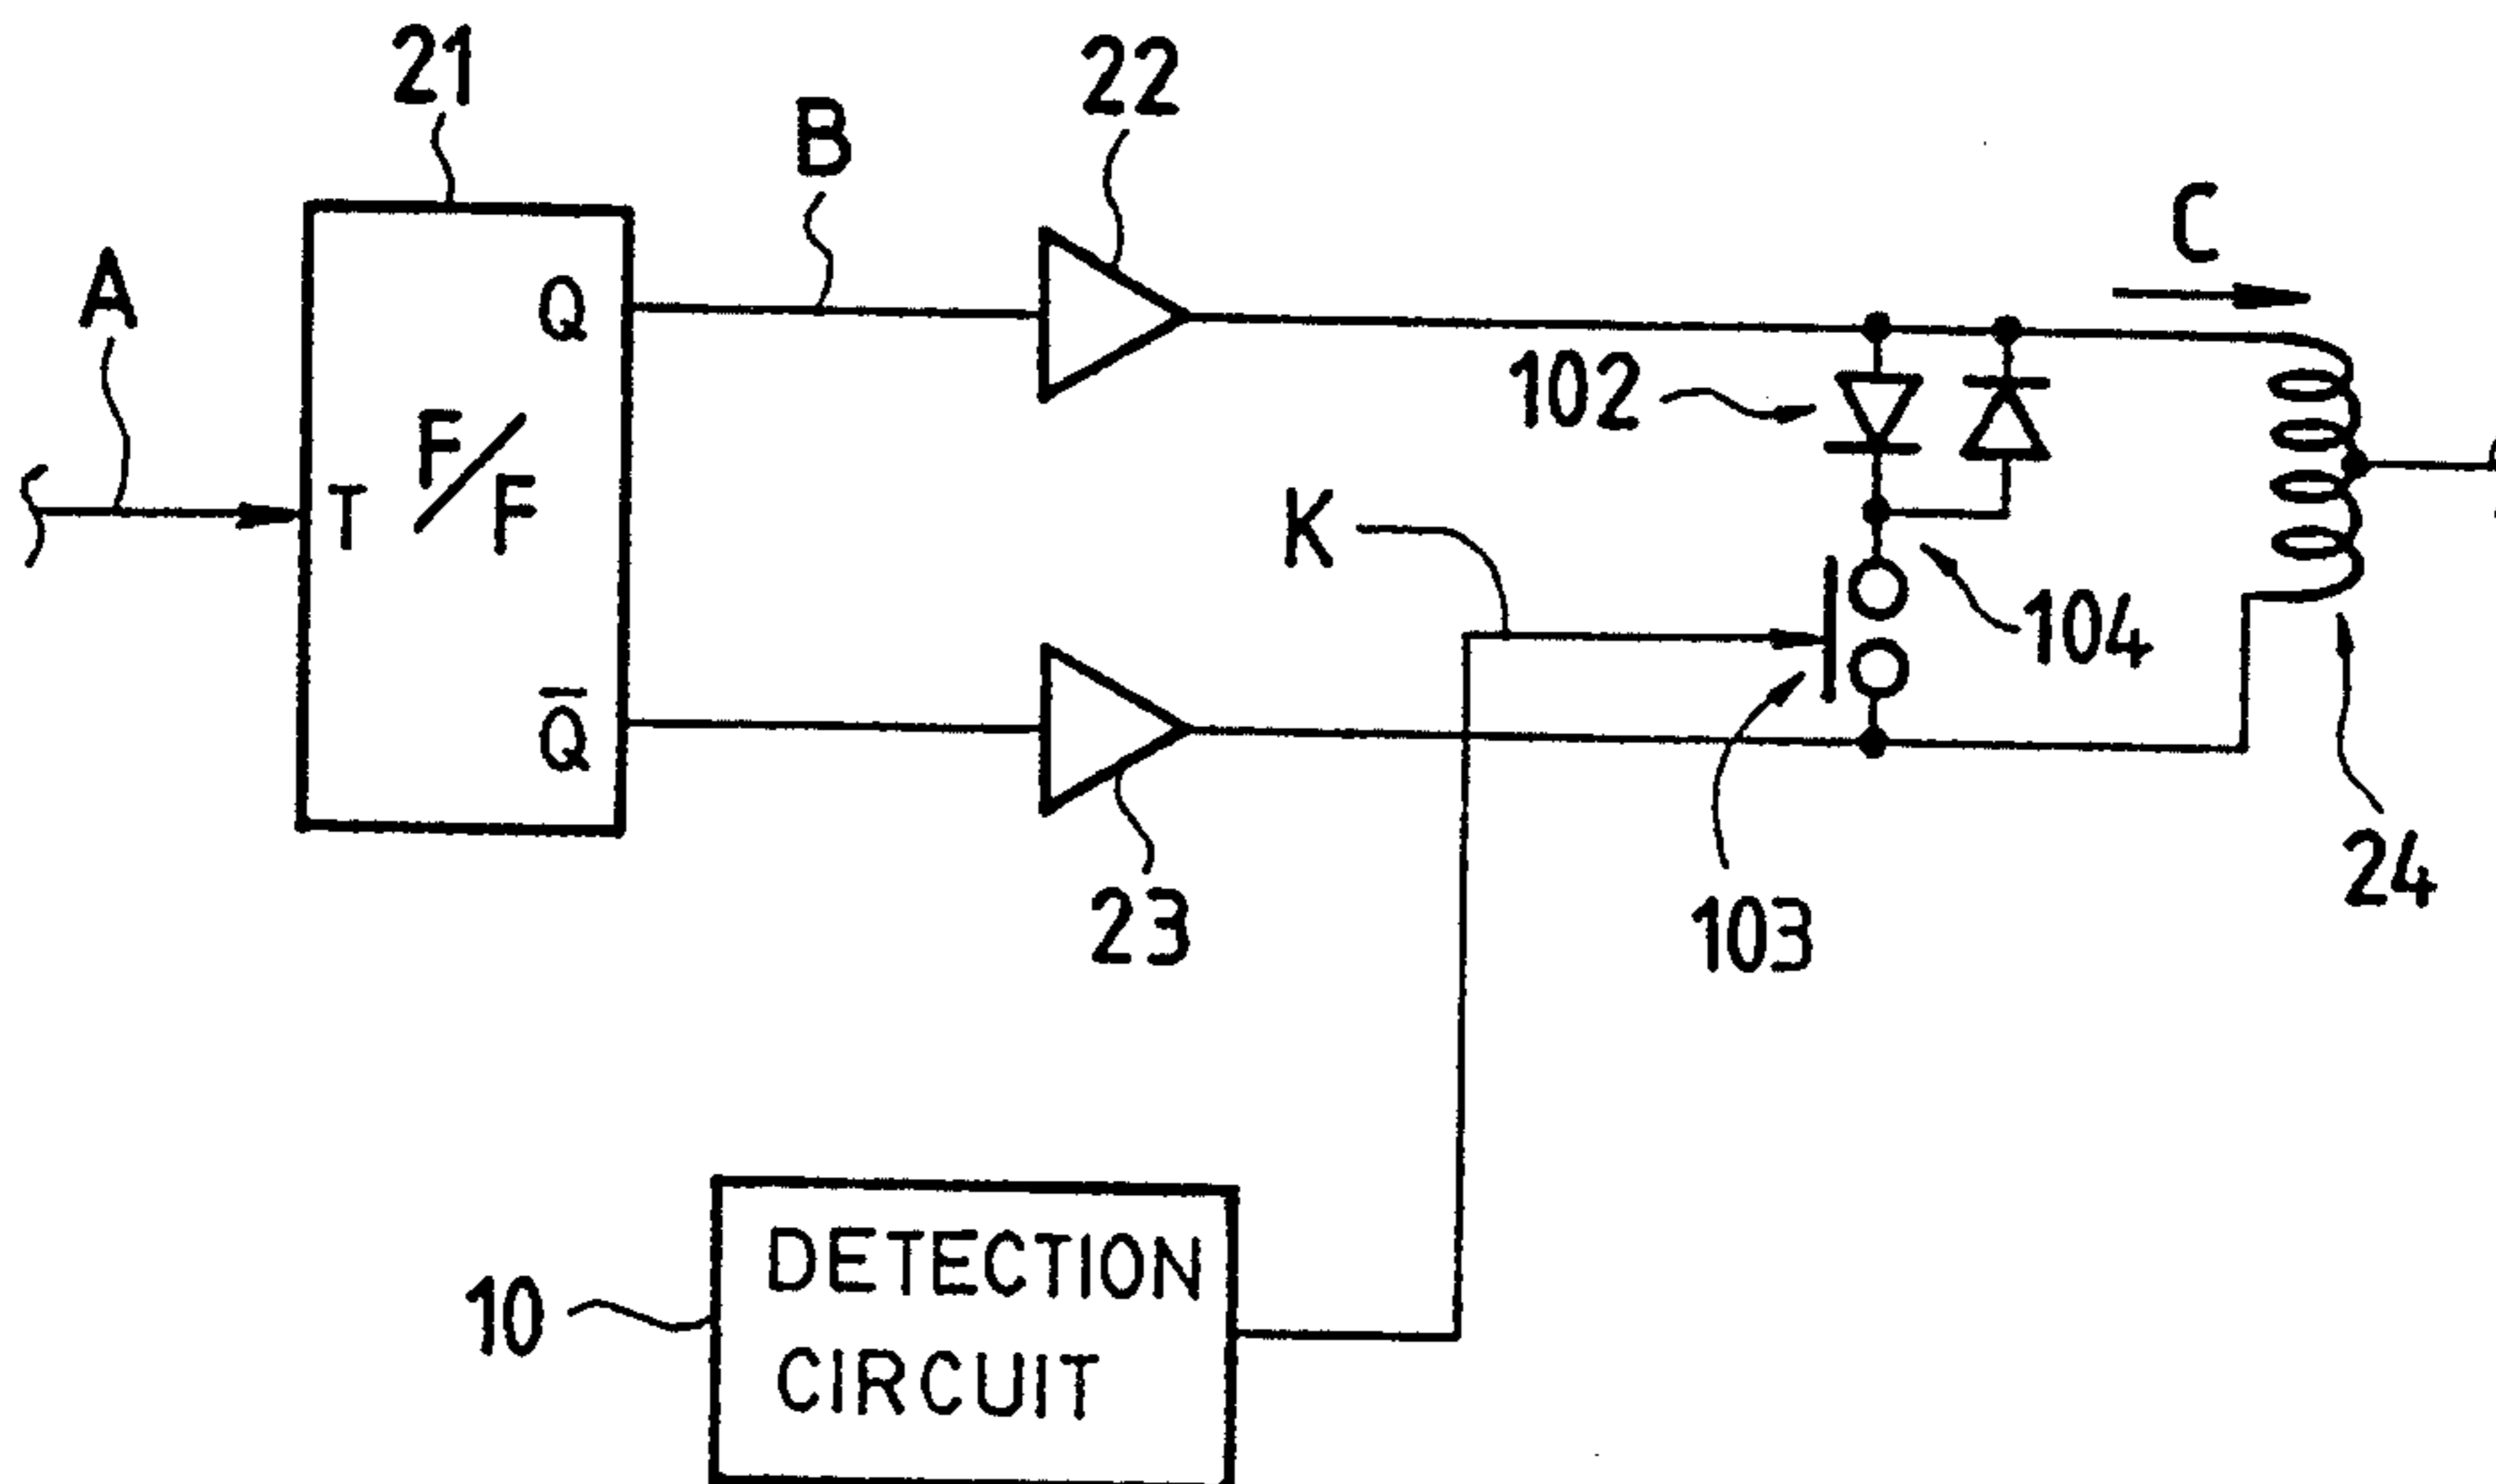 21
22
B
C
A
Q
102
F/F
T
K
104
Q̅
24
23
103
DETECTION
10
CIRCUIT